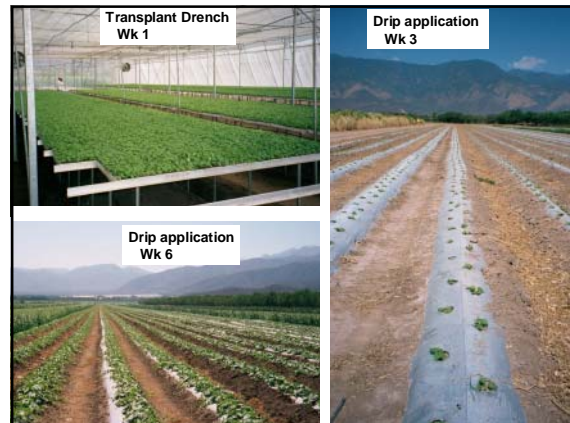 Transplant Drench
Wk 1
Drip application
Wk 3
Drip application
Wk 6